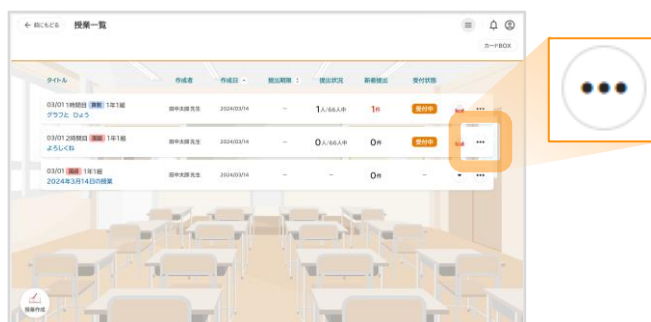 ← 前にもどる 授業一覧
カードBOX
タイトル 作成者 作成日 提出期限 提出状況 新着提出 受付状態
03/01 1時間目 算数 1年1組
グラフと ひょう
田中太郎先生 2024/03/14 - 1人/66人中 1件 受付中
03/01 2時間目 国語 1年1組
よろしくね
田中太郎先生 2024/03/14 - 0人/66人中 0件 受付中
03/01 国語 1年1組
2024年3月14日の授業
田中太郎先生 2024/03/14 - - 0件 -
授業作成